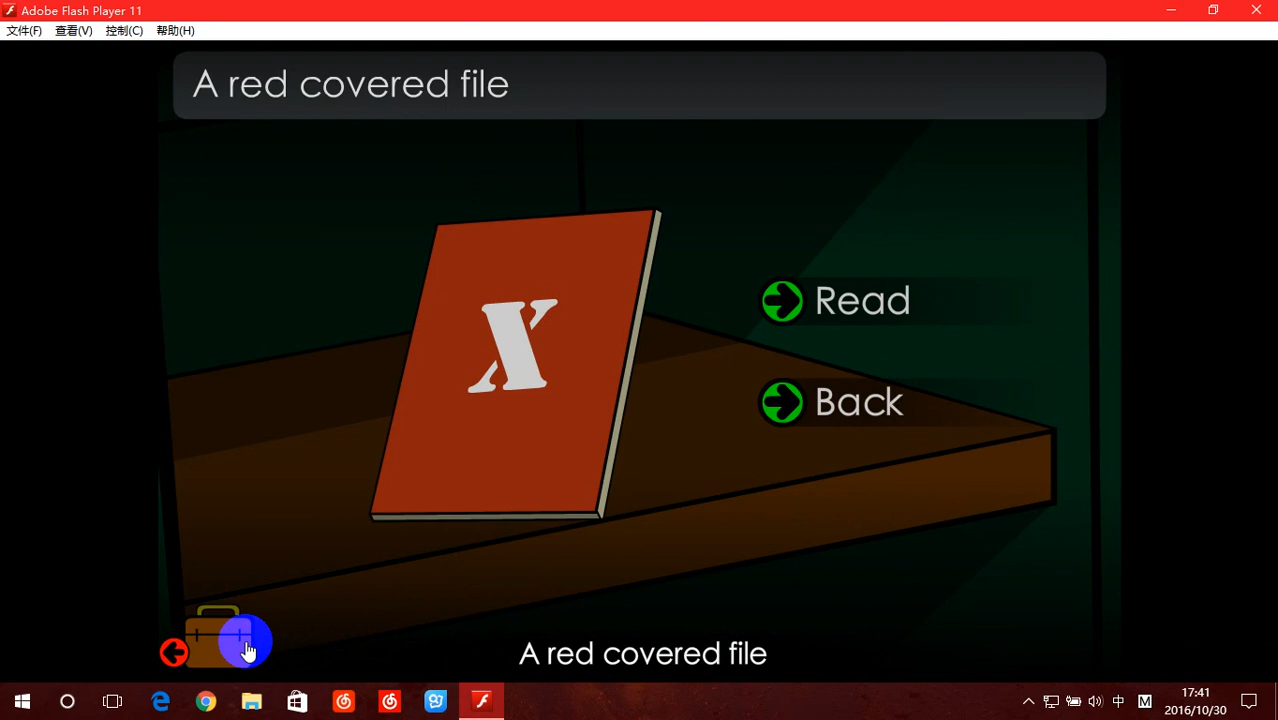 Adobe Flash Player 11
文件(F) 查看(V) 控制(C) 帮助(H)
A red covered file
X
Read
Back
A red covered file
中 M
17:41
2016/10/30